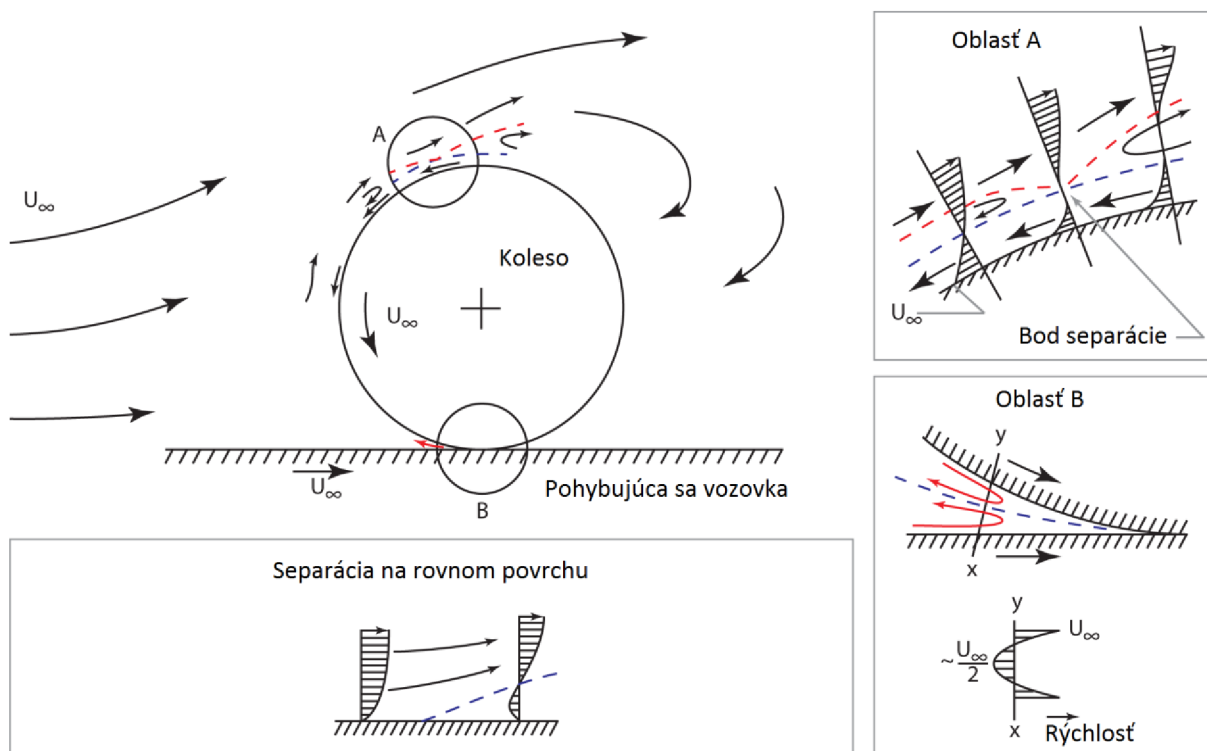 A
U∞
Koleso
U∞
U∞
Pohybujúca sa vozovka
B
Separácia na rovnom povrchu
Oblasť A
U∞
Bod separácie
Oblasť B
y
x
y
U∞
~ U∞/2
x
Rýchlosť